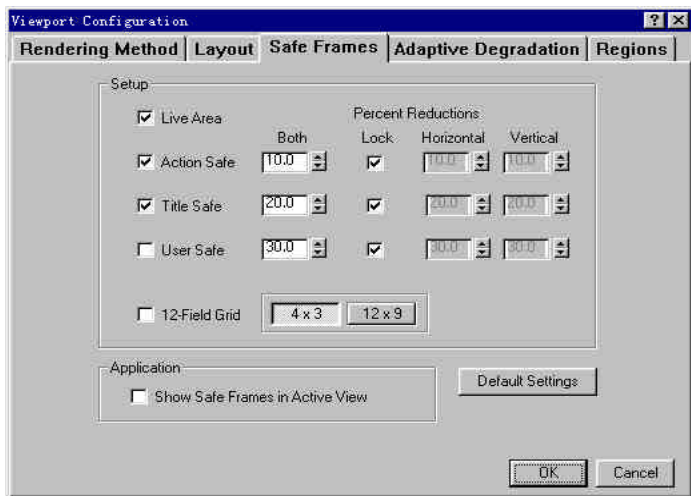 Viewport Configuration
Rendering Method Layout Safe Frames Adaptive Degradation Regions
Setup
Live Area Percent Reductions
Both Lock Horizontal Vertical
Action Safe 10.0 10.0 10.0
Title Safe 20.0 20.0 20.0
User Safe 30.0 30.0 30.0
12-Field Grid 4 x 3 12 x 9
Application
Show Safe Frames in Active View
Default Settings
OK Cancel